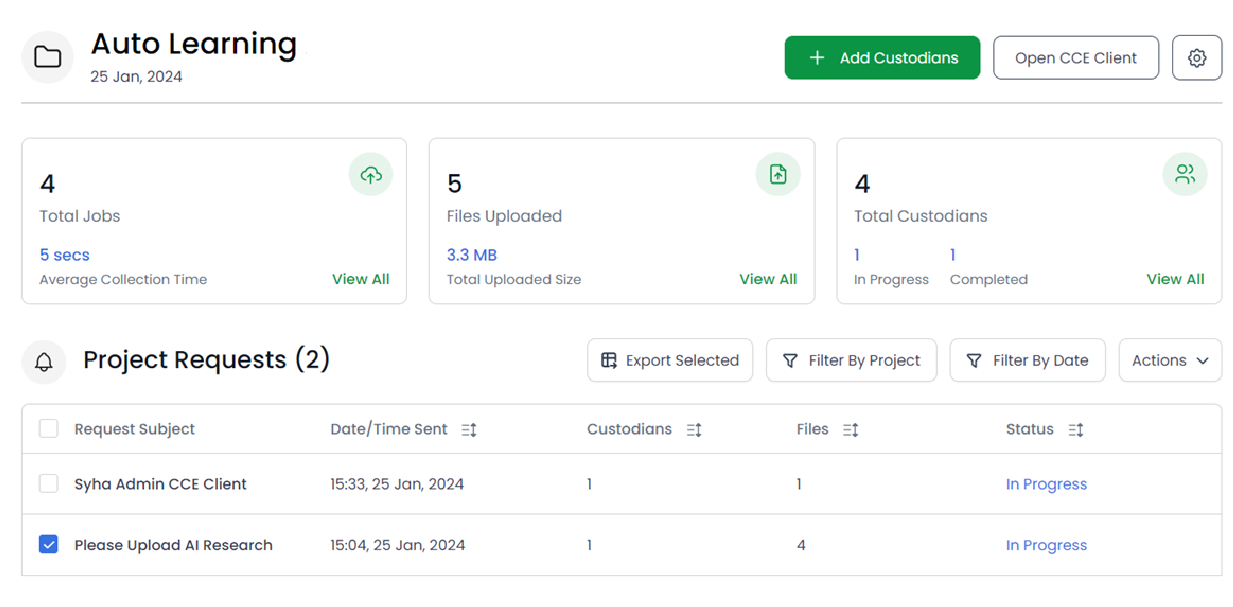 Auto Learning
25 Jan, 2024
Add Custodians
Open CCE Client
4
Total Jobs
5 secs
Average Collection Time
View All
5
Files Uploaded
3.3 MB
Total Uploaded Size
View All
4
Total Custodians
1 1
In Progress Completed
View All
Project Requests (2)
Export Selected
Filter By Project
Filter By Date
Actions
Request Subject Date/Time Sent Custodians Files Status
Syha Admin CCE Client 15:33, 25 Jan, 2024 1 1 In Progress
Please Upload AI Research 15:04, 25 Jan, 2024 1 4 In Progress